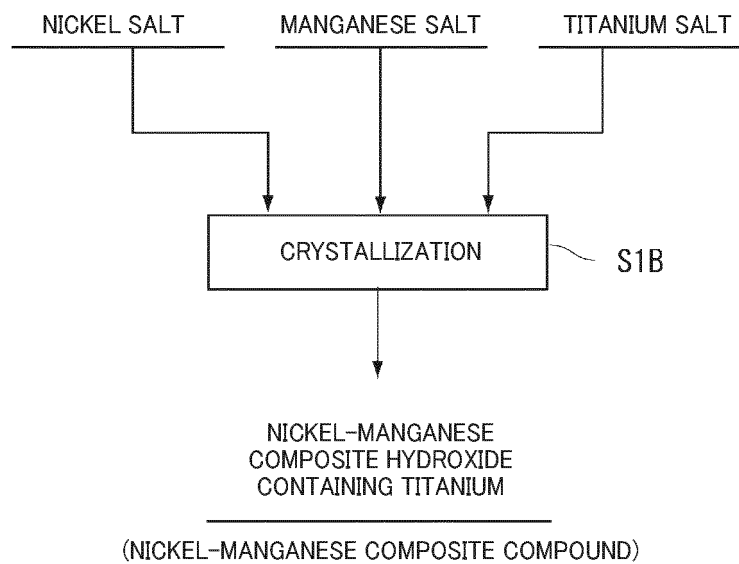 NICKEL SALT
MANGANESE SALT
TITANIUM SALT
CRYSTALLIZATION
S1B
NICKEL-MANGANESE
COMPOSITE HYDROXIDE
CONTAINING TITANIUM
(NICKEL-MANGANESE COMPOSITE COMPOUND)